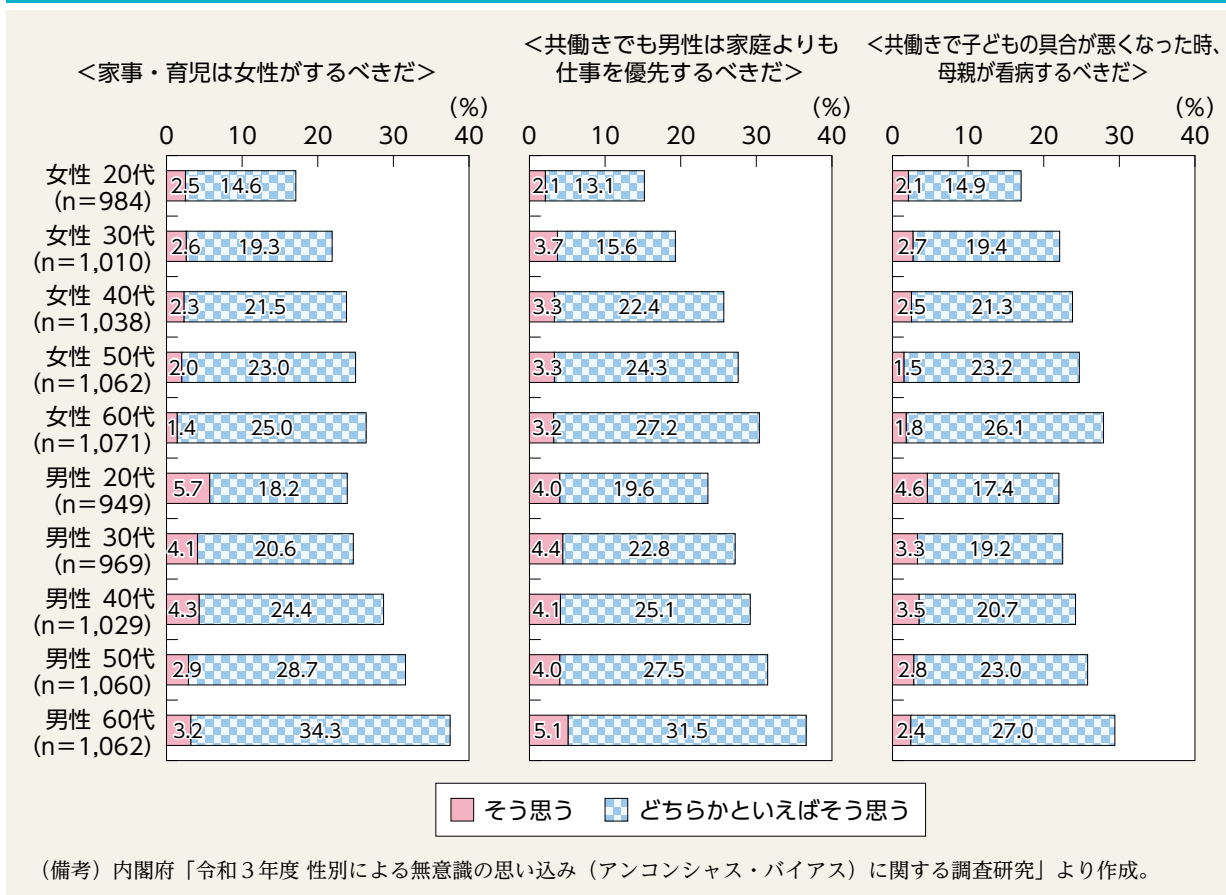 ＜家事・育児は女性がするべきだ＞
（%）
0 10 20 30 40
＜共働きでも男性は家庭よりも
仕事を優先するべきだ＞
（%）
0 10 20 30 40
＜共働きで子どもの具合が悪くなった時、
母親が看病するべきだ＞
（%）
0 10 20 30 40
女性 20代
（n＝984）
2.5 14.6 2.1 13.1 2.1 14.9
女性 30代
（n＝1,010）
2.6 19.3 3.7 15.6 2.7 19.4
女性 40代
（n＝1,038）
2.3 21.5 3.3 22.4 2.5 21.3
女性 50代
（n＝1,062）
2.0 23.0 3.3 24.3 1.5 23.2
女性 60代
（n＝1,071）
1.4 25.0 3.2 27.2 1.8 26.1
男性 20代
（n＝949）
5.7 18.2 4.0 19.6 4.6 17.4
男性 30代
（n＝969）
4.1 20.6 4.4 22.8 3.3 19.2
男性 40代
（n＝1,029）
4.3 24.4 4.1 25.1 3.5 20.7
男性 50代
（n＝1,060）
2.9 28.7 4.0 27.5 2.8 23.0
男性 60代
（n＝1,062）
3.2 34.3 5.1 31.5 2.4 27.0
そう思う どちらかといえばそう思う
（備考）内閣府「令和３年度 性別による無意識の思い込み（アンコンシャス・バイアス）に関する調査研究」より作成。